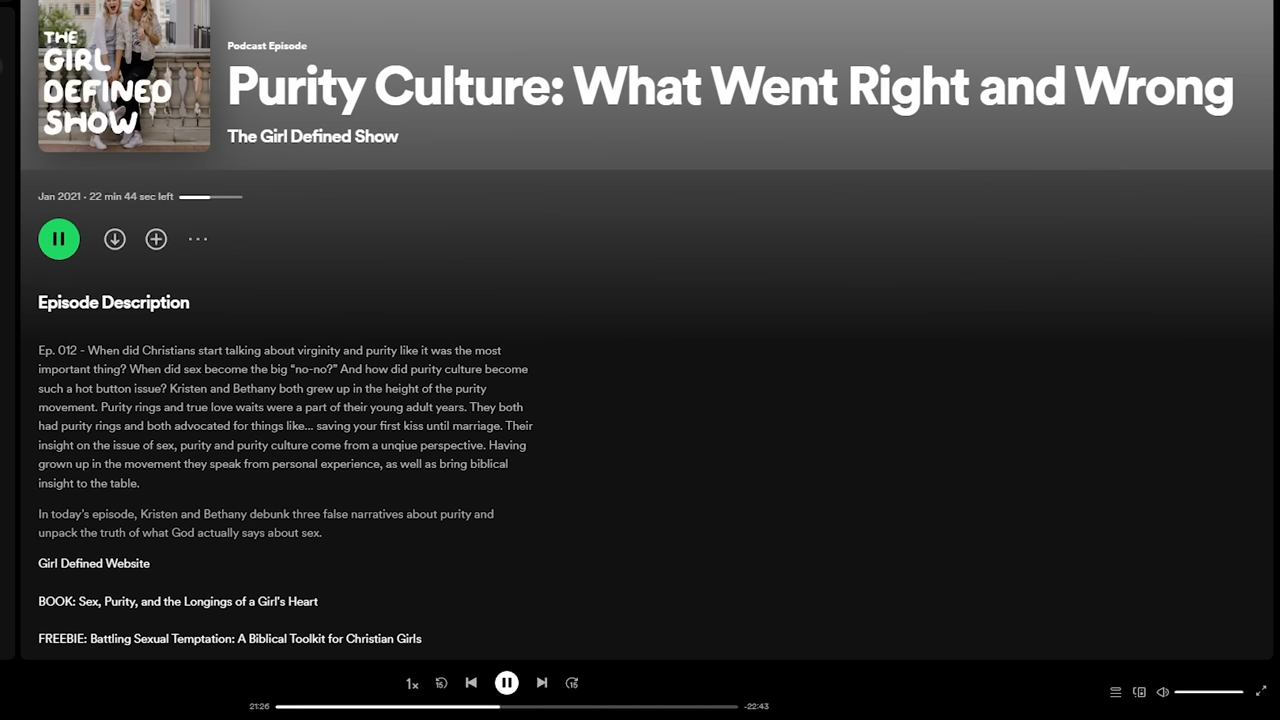 THE
GIRL
DEFINED
SHOW
Podcast Episode
Purity Culture: What Went Right and Wrong
The Girl Defined Show
Jan 2021 • 22 min 44 sec left
Episode Description
Ep. 012 - When did Christians start talking about virginity and purity like it was the most
important thing? When did sex become the big “no-no?” And how did purity culture become
such a hot button issue? Kristen and Bethany both grew up in the height of the purity
movement. Purity rings and true love waits were a part of their young adult years. They both
had purity rings and both advocated for things like... saving your first kiss until marriage. Their
insight on the issue of sex, purity and purity culture come from a unqiue perspective. Having
grown up in the movement they speak from personal experience, as well as bring biblical
insight to the table.
In today's episode, Kristen and Bethany debunk three false narratives about purity and
unpack the truth of what God actually says about sex.
Girl Defined Website
BOOK: Sex, Purity, and the Longings of a Girl's Heart
FREEBIE: Battling Sexual Temptation: A Biblical Toolkit for Christian Girls
1x 15 15
21:26 -22:43